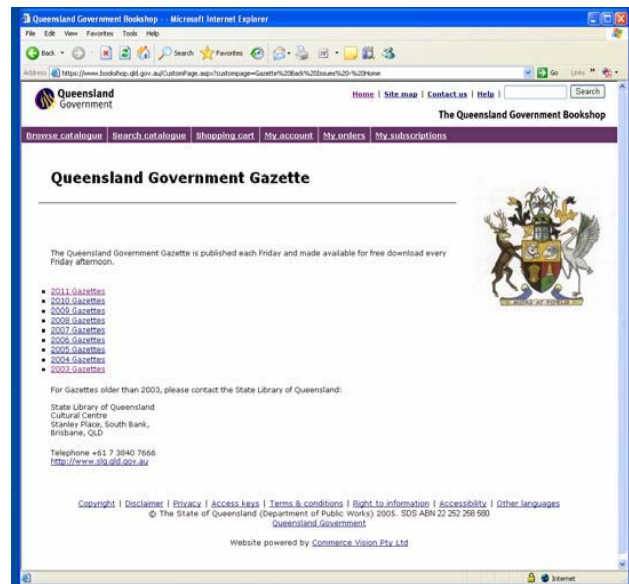 Queensland Government Bookshop - - Microsoft Internet Explorer
File Edit View Favorites Tools Help
Back Search Favorites
Address https://www.bookshop.qld.gov.au/CustomPage.aspx?custompage=Gazette%20Back%20Issues%20-%20Home Go Links
Queensland
Government
Home | Site map | Contact us | Help | Search
The Queensland Government Bookshop
Browse catalogue | Search catalogue | Shopping cart | My account | My orders | My subscriptions
Queensland Government Gazette
The Queensland Government Gazette is published each Friday and made available for free download every
Friday afternoon.
2011 Gazettes
2010 Gazettes
2009 Gazettes
2008 Gazettes
2007 Gazettes
2006 Gazettes
2005 Gazettes
2004 Gazettes
2003 Gazettes
For Gazettes older than 2003, please contact the State Library of Queensland:
State Library of Queensland
Cultural Centre
Stanley Place, South Bank,
Brisbane, QLD
Telephone +61 7 3840 7666
http://www.slq.qld.gov.au
Copyright | Disclaimer | Privacy | Access keys | Terms & conditions | Right to information | Accessibility | Other languages
© The State of Queensland (Department of Public Works) 2005. SDS ABN 22 252 258 580
Queensland Government
Website powered by Commerce Vision Pty Ltd
Internet